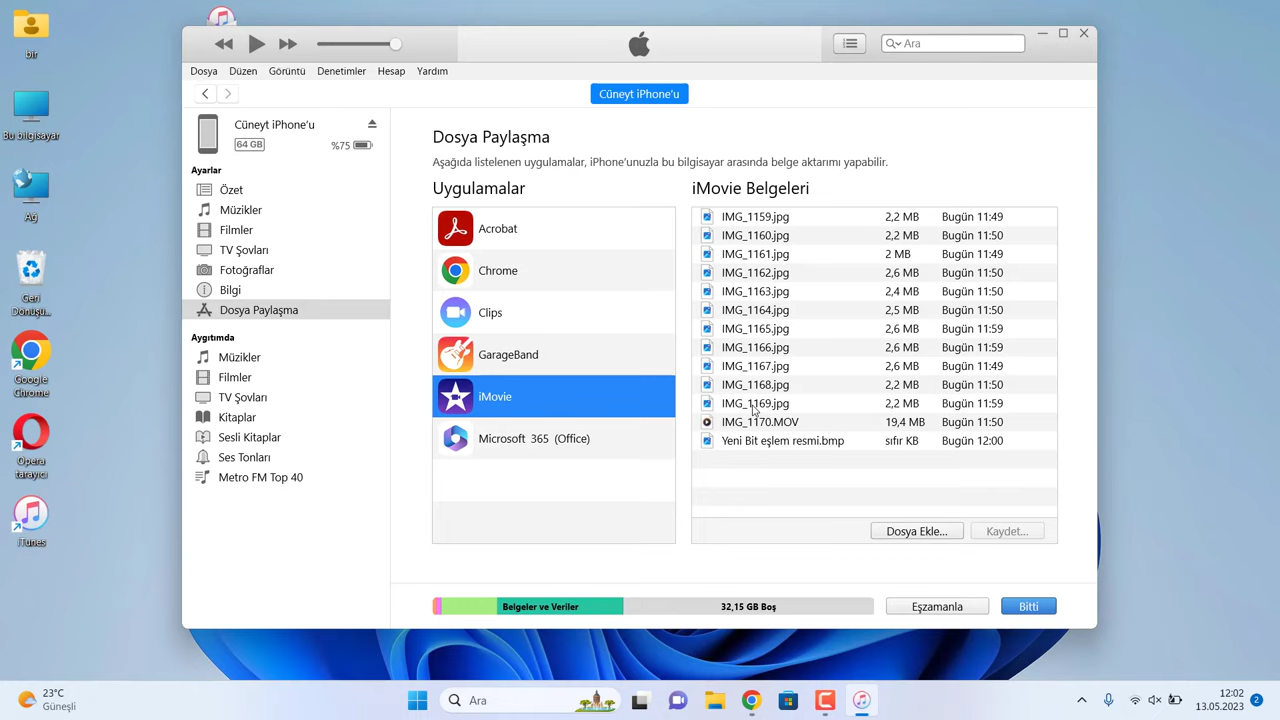 bir
Bu bilgisayar
Ağ
Geri
Dönüşü...
Google
Chrome
Opera
tarayıcı
iTunes
Ara
Dosya Düzen Görüntü Denetimler Hesap Yardım
Cüneyt iPhone'u
Cüneyt iPhone'u
64 GB %75
Ayarlar
Özet
Müzikler
Filmler
TV Şovları
Fotoğraflar
Bilgi
Dosya Paylaşma
Aygıtımda
Müzikler
Filmler
TV Şovları
Kitaplar
Sesli Kitaplar
Ses Tonları
Metro FM Top 40
Dosya Paylaşma
Aşağıda listelenen uygulamalar, iPhone'unuzla bu bilgisayar arasında belge aktarımı yapabilir.
Uygulamalar
Acrobat
Chrome
Clips
GarageBand
iMovie
Microsoft 365 (Office)
iMovie Belgeleri
IMG_1159.jpg 2,2 MB Bugün 11:49
IMG_1160.jpg 2,2 MB Bugün 11:50
IMG_1161.jpg 2 MB Bugün 11:49
IMG_1162.jpg 2,6 MB Bugün 11:50
IMG_1163.jpg 2,4 MB Bugün 11:50
IMG_1164.jpg 2,5 MB Bugün 11:50
IMG_1165.jpg 2,6 MB Bugün 11:59
IMG_1166.jpg 2,6 MB Bugün 11:59
IMG_1167.jpg 2,6 MB Bugün 11:49
IMG_1168.jpg 2,2 MB Bugün 11:50
IMG_1169.jpg 2,2 MB Bugün 11:59
IMG_1170.MOV 19,4 MB Bugün 11:50
Yeni Bit eşlem resmi.bmp sıfır KB Bugün 12:00
Dosya Ekle... Kaydet...
Belgeler ve Veriler 32,15 GB Boş Eşzamanla Bitti
23°C
Güneşli
Ara
12:02
13.05.2023
2